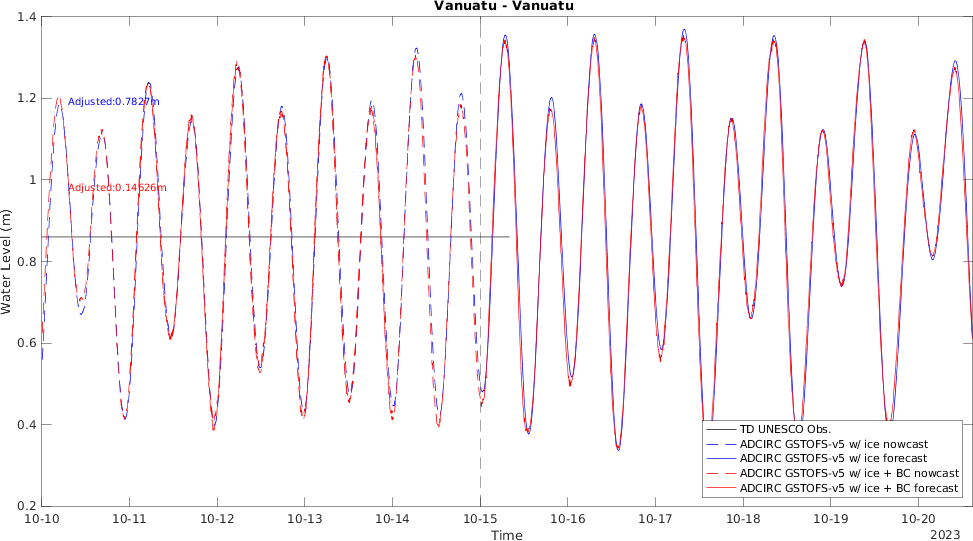 Vanuatu - Vanuatu
1.4
1.2
1
0.8
0.6
0.4
0.2
Water Level (m)
Adjusted:0.7827m
Adjusted:0.14626m
TD UNESCO Obs.
ADCIRC GSTOFS-v5 w/ ice nowcast
ADCIRC GSTOFS-v5 w/ ice forecast
ADCIRC GSTOFS-v5 w/ ice + BC nowcast
ADCIRC GSTOFS-v5 w/ ice + BC forecast
10-10 10-11 10-12 10-13 10-14 10-15 10-16 10-17 10-18 10-19 10-20
Time
2023